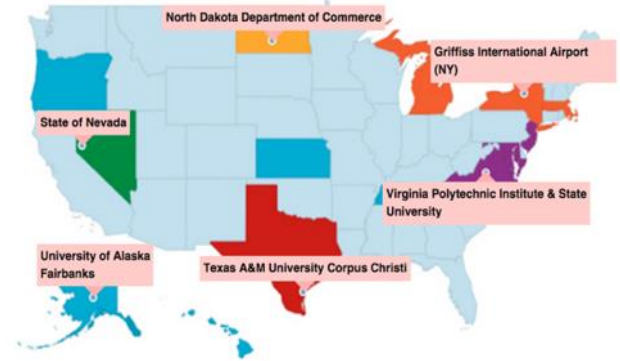 North Dakota Department of Commerce
Griffiss International Airport
(NY)
State of Nevada
Virginia Polytechnic Institute & State
University
University of Alaska
Fairbanks
Texas A&M University Corpus Christi